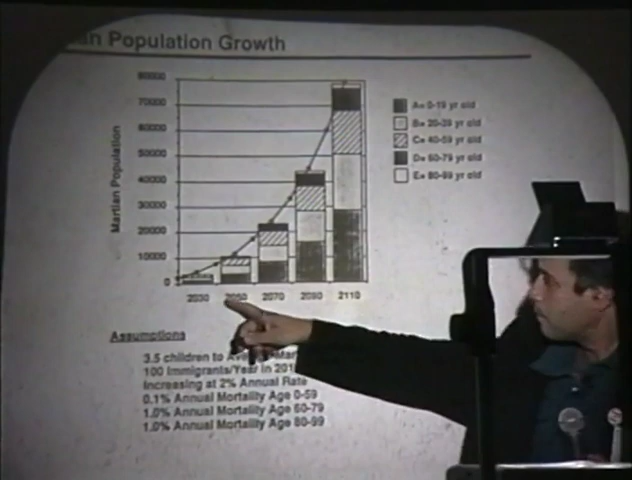 an Population Growth
80000
70000
60000
50000
40000
30000
20000
10000
0
Martian Population
2030
2050
2070
2090
2110
A= 0-19 yr old
B= 20-39 yr old
C= 40-59 yr old
D= 60-79 yr old
E= 80-99 yr old
Assumptions
3.5 children to
100 Immigrants/Year in 201
Increasing at 2% Annual Rate
0.1% Annual Mortality Age 0-59
1.0% Annual Mortality Age 60-79
1.0% Annual Mortality Age 80-99